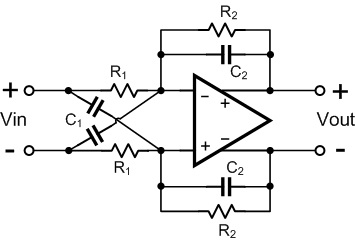 R2
C2
+ R1 − + +
Vin C1 Vout
- R1 + − -
C2
R2